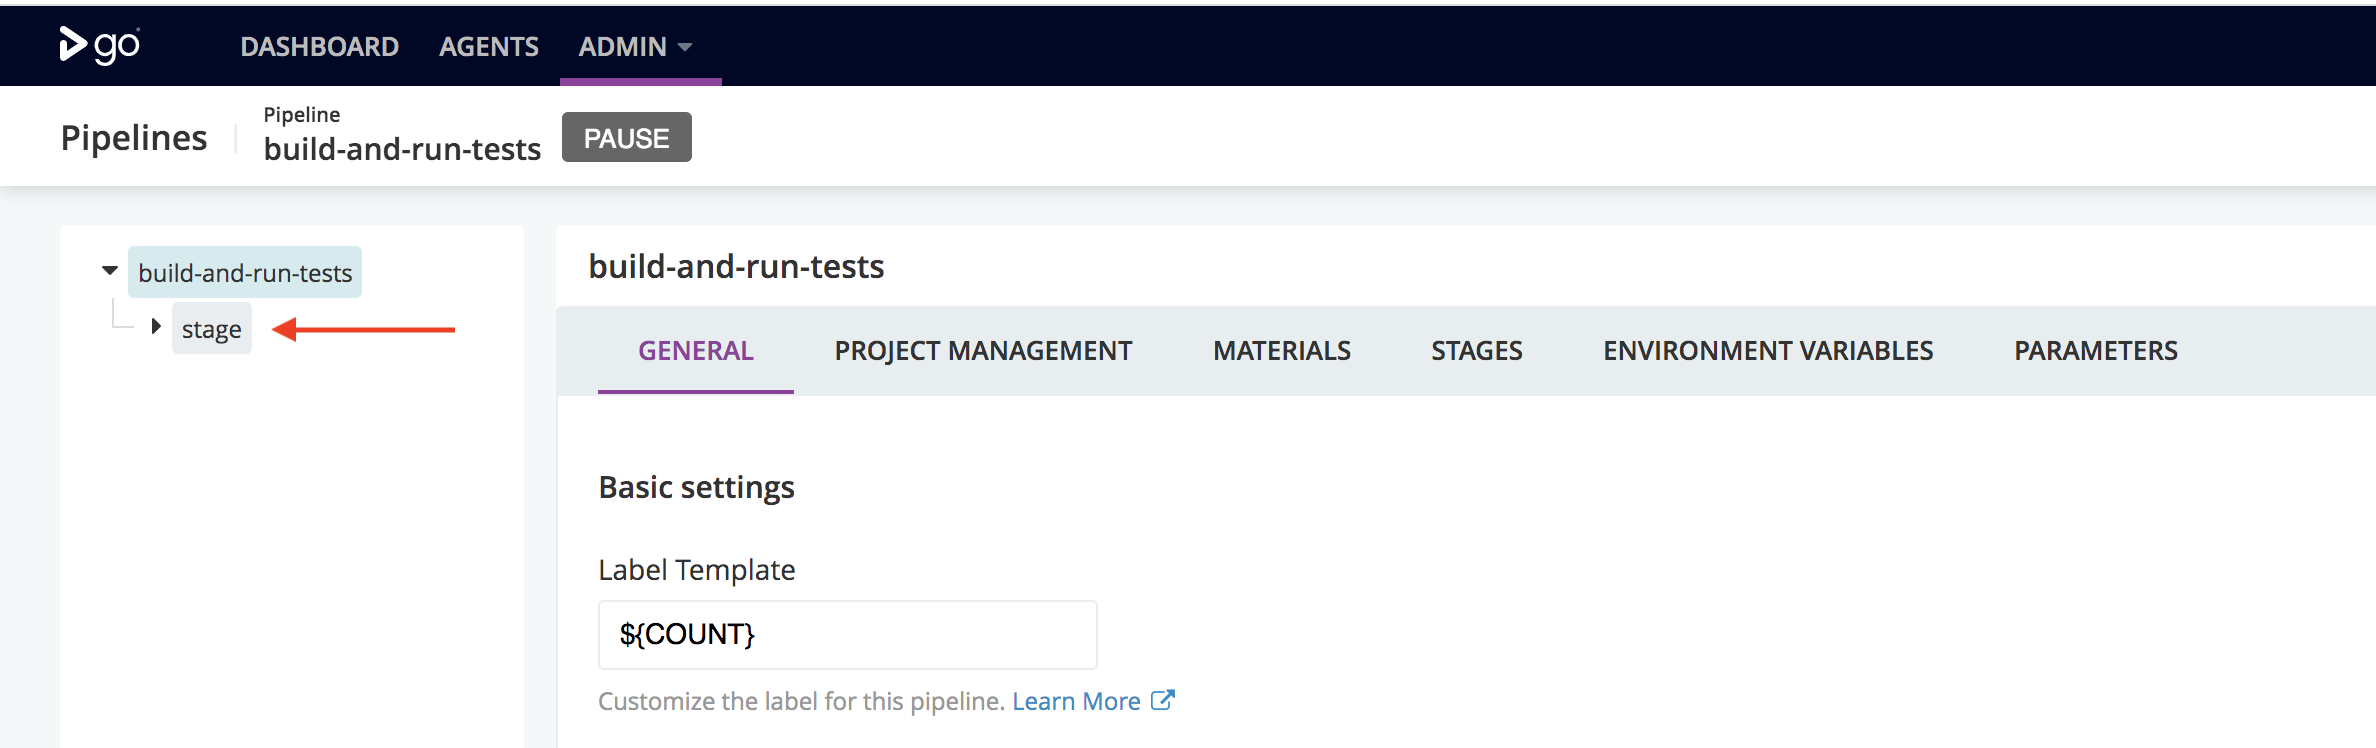 go
DASHBOARD AGENTS ADMIN
Pipelines
Pipeline
build-and-run-tests
PAUSE
build-and-run-tests
stage
build-and-run-tests
GENERAL PROJECT MANAGEMENT MATERIALS STAGES ENVIRONMENT VARIABLES PARAMETERS
Basic settings
Label Template
${COUNT}
Customize the label for this pipeline. Learn More